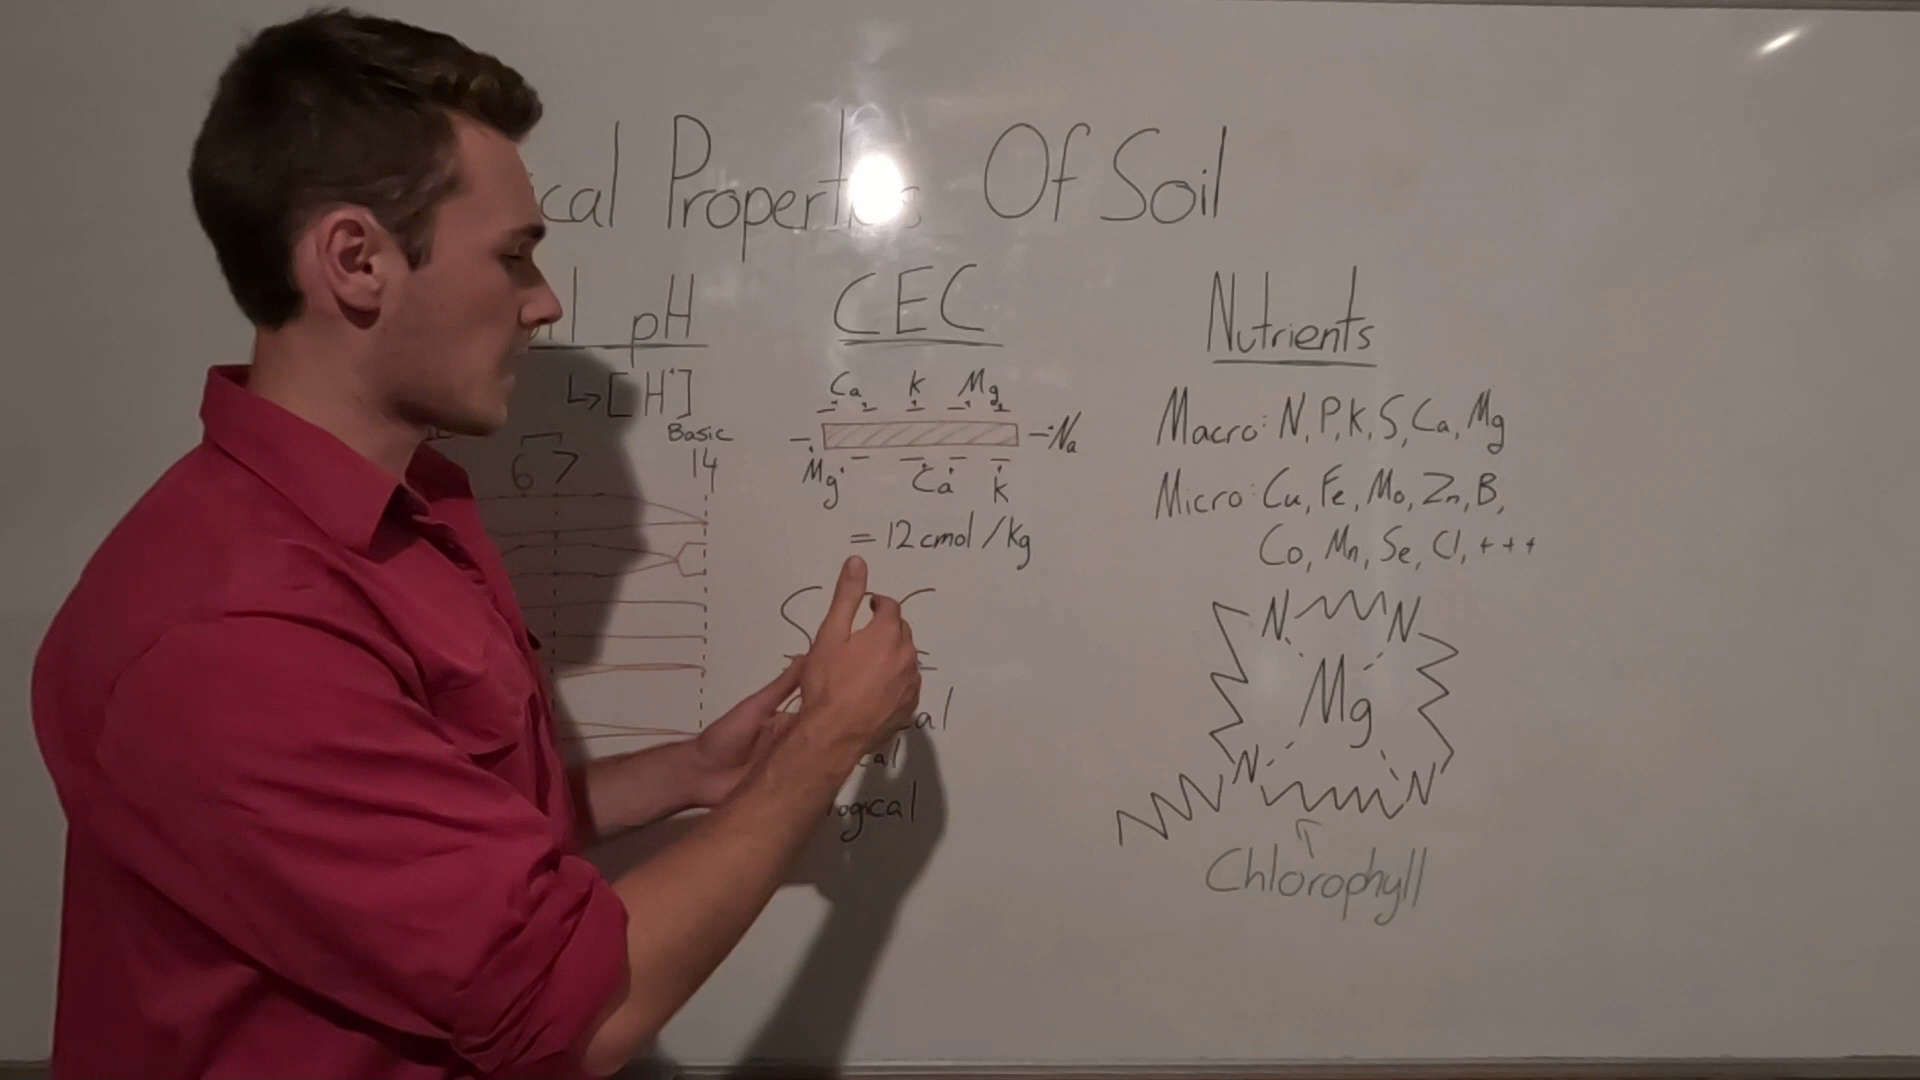 cal Properties Of Soil
pH
[H⁺]
Basic
6 7
14
CEC
Ca K Mg
Na
Mg Ca K
= 12 cmol/Kg
al
cal
logical
Nutrients
Macro: N, P, K, S, Ca, Mg
Micro: Cu, Fe, Mo, Zn, B,
Co, Mn, Se, Cl, +++
N N
Mg
N N
Chlorophyll